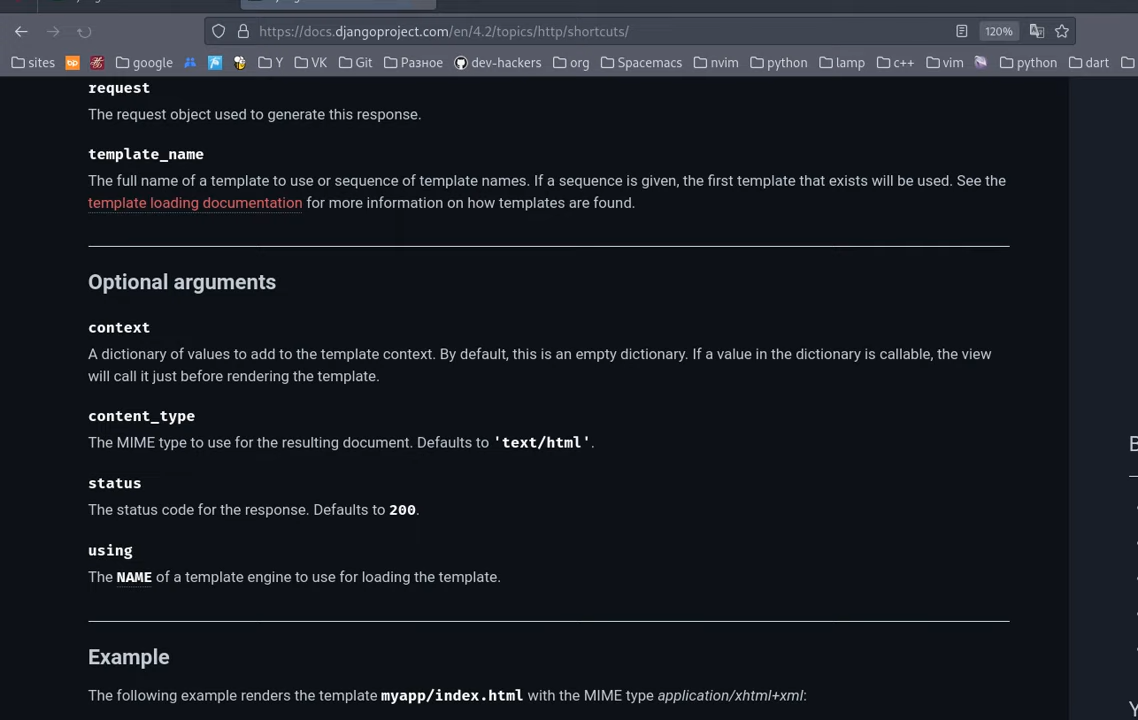 https://docs.djangoproject.com/en/4.2/topics/http/shortcuts/
120%
sites
bp
google
Y
VK
Git
Разное
dev-hackers
org
Spacemacs
nvim
python
lamp
c++
vim
python
dart
request
The request object used to generate this response.
template_name
The full name of a template to use or sequence of template names. If a sequence is given, the first template that exists will be used. See the
template loading documentation for more information on how templates are found.
Optional arguments
context
A dictionary of values to add to the template context. By default, this is an empty dictionary. If a value in the dictionary is callable, the view
will call it just before rendering the template.
content_type
The MIME type to use for the resulting document. Defaults to 'text/html'.
status
The status code for the response. Defaults to 200.
using
The NAME of a template engine to use for loading the template.
Example
The following example renders the template myapp/index.html with the MIME type application/xhtml+xml: